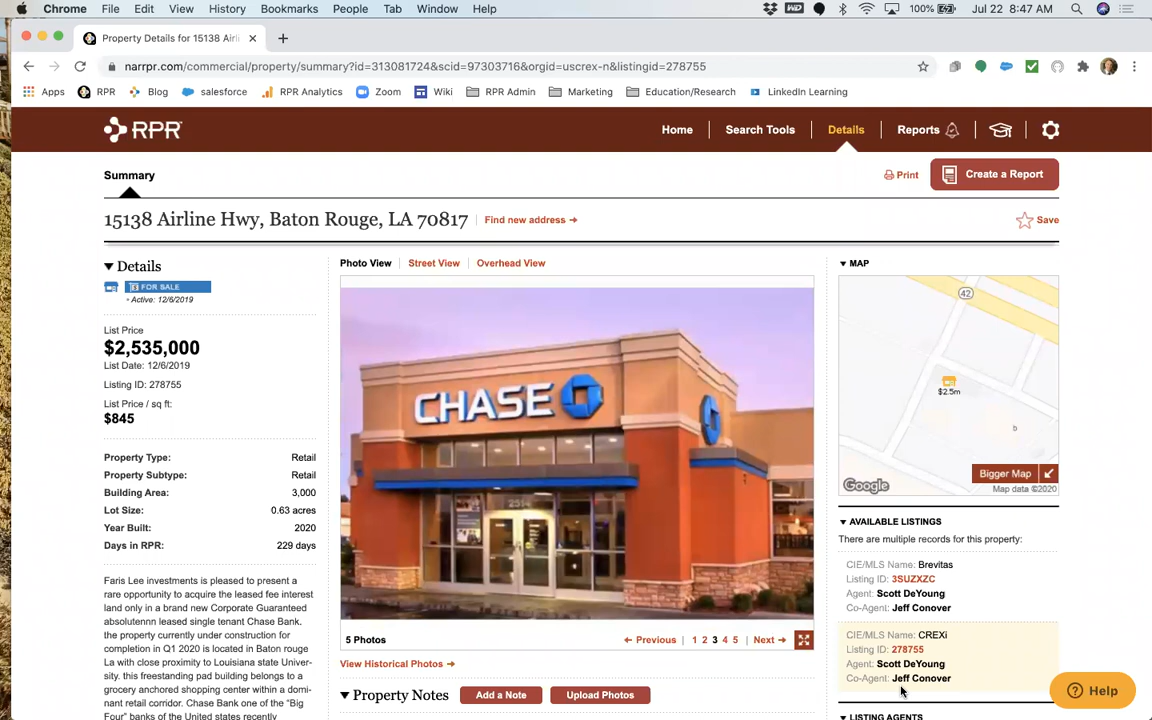 Chrome File Edit View History Bookmarks People Tab Window Help 100% Jul 22 8:47 AM
Property Details for 15138 Airli
narrpr.com/commercial/property/summary?id=313081724&scid=97303716&orgid=uscrex-n&listingid=278755
Apps RPR Blog salesforce RPR Analytics Zoom Wiki RPR Admin Marketing Education/Research LinkedIn Learning
RPR Home Search Tools Details Reports
Summary Print Create a Report
15138 Airline Hwy, Baton Rouge, LA 70817 Find new address Save
Details
FOR SALE
Active: 12/6/2019
List Price
$2,535,000
List Date: 12/6/2019
Listing ID: 278755
List Price / sq ft:
$845
Property Type: Retail
Property Subtype: Retail
Building Area: 3,000
Lot Size: 0.63 acres
Year Built: 2020
Days in RPR: 229 days
Faris Lee investments is pleased to present a
rare opportunity to acquire the leased fee interest
land only in a brand new Corporate Guaranteed
absolutennn leased single tenant Chase Bank.
the property currently under construction for
completion in Q1 2020 is located in Baton rouge
La with close proximity to Louisiana state Univer-
sity. this freestanding pad building belongs to a
grocery anchored shopping center within a domi-
nant retail corridor. Chase Bank one of the "Big
Four" banks of the United states recently
Photo View Street View Overhead View
CHASE
2514
5 Photos Previous | 1 2 3 4 5 | Next
View Historical Photos
Property Notes Add a Note Upload Photos
MAP
42
$2.5m
b
Bigger Map
Google Map data ©2020
AVAILABLE LISTINGS
There are multiple records for this property:
CIE/MLS Name: Brevitas
Listing ID: 3SUZXZC
Agent: Scott DeYoung
Co-Agent: Jeff Conover
CIE/MLS Name: CREXi
Listing ID: 278755
Agent: Scott DeYoung
Co-Agent: Jeff Conover
LISTING AGENTS
Help